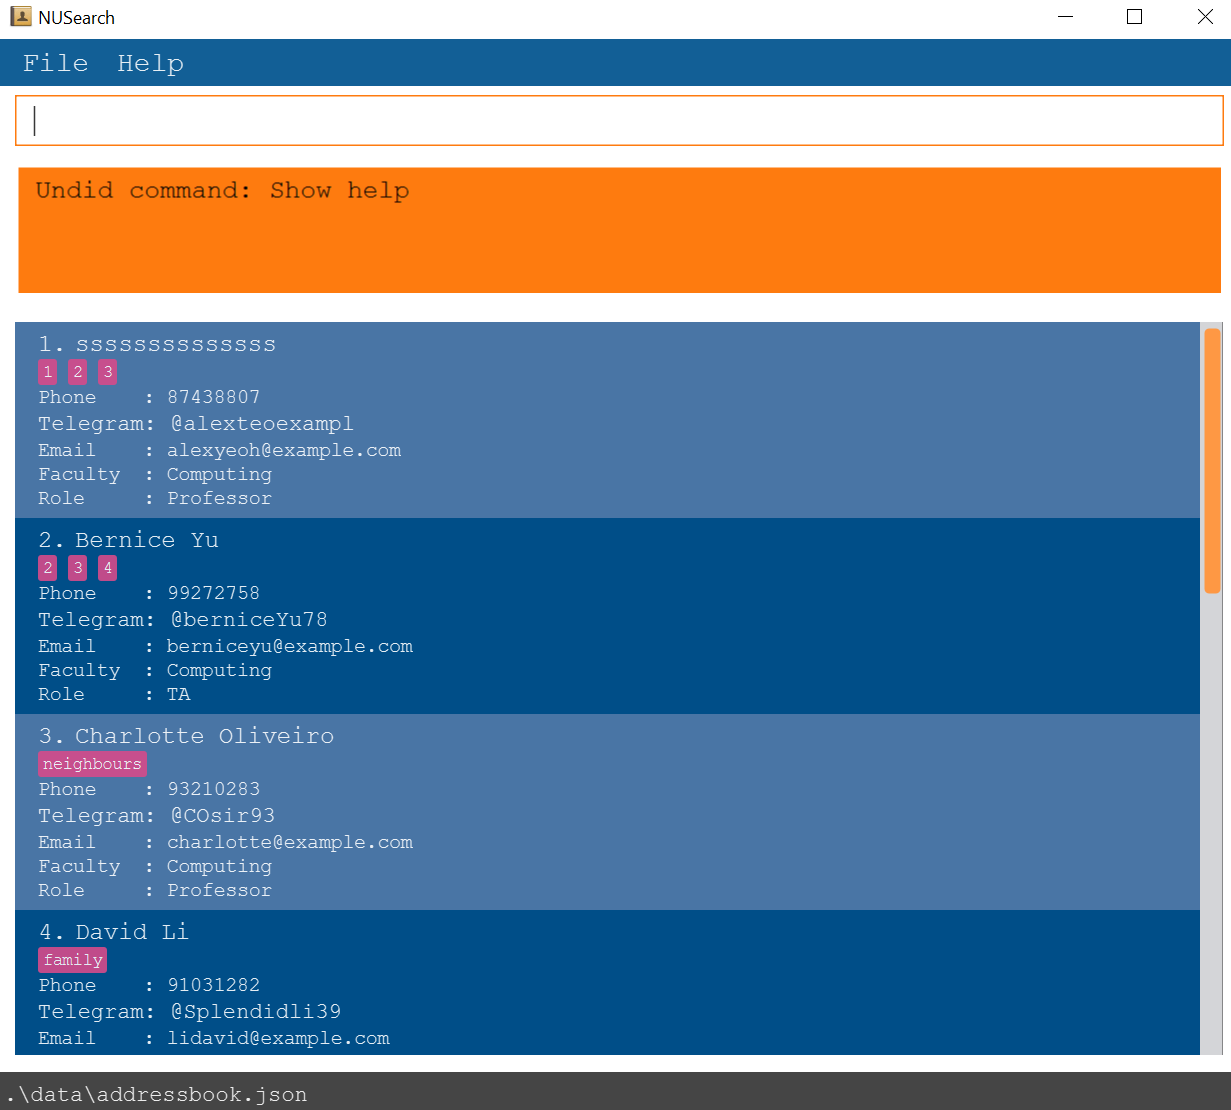 NUSearch
File Help
Undid command: Show help
1. ssssssssssssss
1 2 3
Phone : 87438807
Telegram: @alexteoexampl
Email : alexyeoh@example.com
Faculty : Computing
Role : Professor
2. Bernice Yu
2 3 4
Phone : 99272758
Telegram: @berniceYu78
Email : berniceyu@example.com
Faculty : Computing
Role : TA
3. Charlotte Oliveiro
neighbours
Phone : 93210283
Telegram: @COsir93
Email : charlotte@example.com
Faculty : Computing
Role : Professor
4. David Li
family
Phone : 91031282
Telegram: @Splendidli39
Email : lidavid@example.com
.\data\addressbook.json